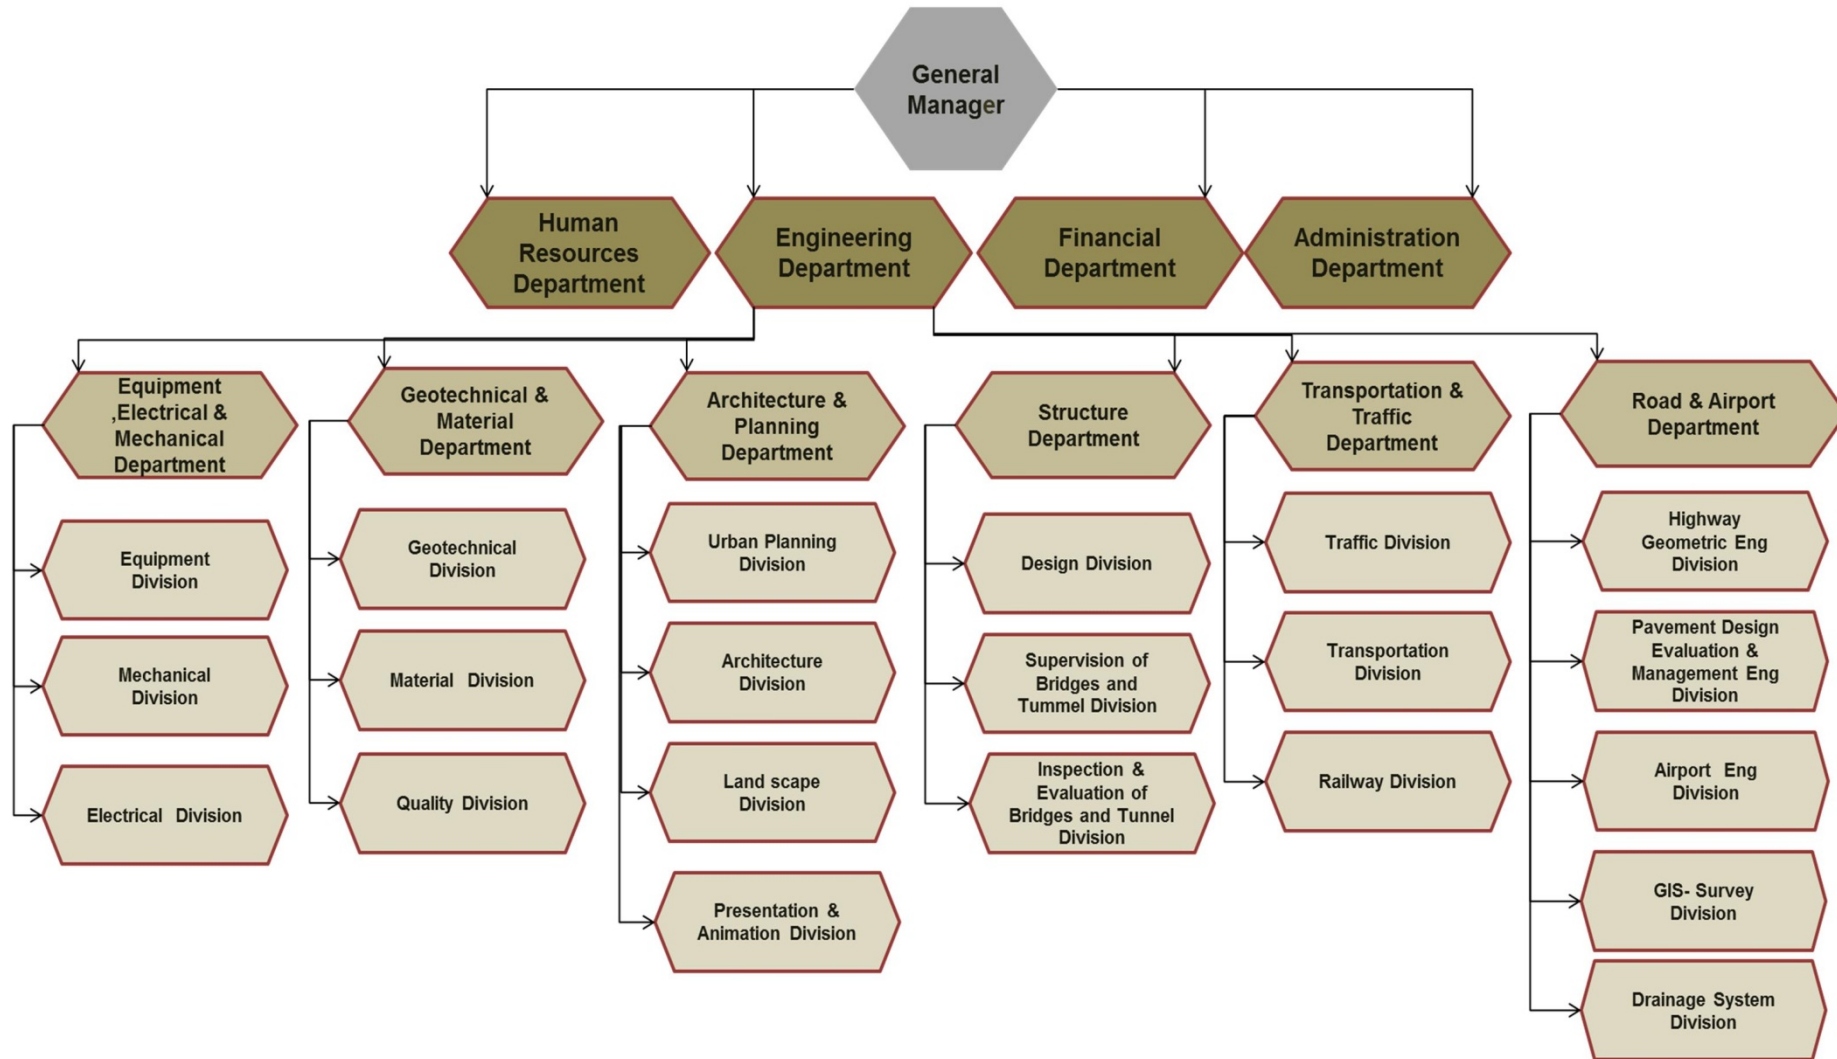 General
Manager
Human
Resources
Department
Engineering
Department
Financial
Department
Administration
Department
Equipment
,Electrical &
Mechanical
Department
Geotechnical &
Material
Department
Architecture &
Planning
Department
Structure
Department
Transportation &
Traffic
Department
Road & Airport
Department
Equipment
Division
Mechanical
Division
Electrical Division
Geotechnical
Division
Material Division
Quality Division
Urban Planning
Division
Architecture
Division
Land scape
Division
Presentation &
Animation Division
Design Division
Supervision of
Bridges and
Tummel Division
Inspection &
Evaluation of
Bridges and Tunnel
Division
Traffic Division
Transportation
Division
Railway Division
Highway
Geometric Eng
Division
Pavement Design
Evaluation &
Management Eng
Division
Airport Eng
Division
GIS- Survey
Division
Drainage System
Division